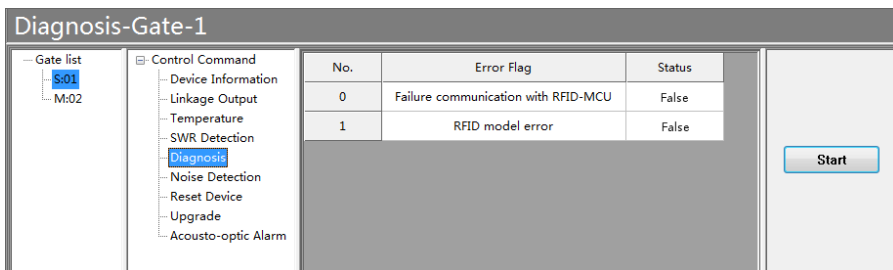 Diagnosis-Gate-1
Gate list
S:01
M:02
Control Command
Device Information
Linkage Output
Temperature
SWR Detection
Diagnosis
Noise Detection
Reset Device
Upgrade
Acousto-optic Alarm
No. Error Flag Status
0 Failure communication with RFID-MCU False
1 RFID model error False
Start